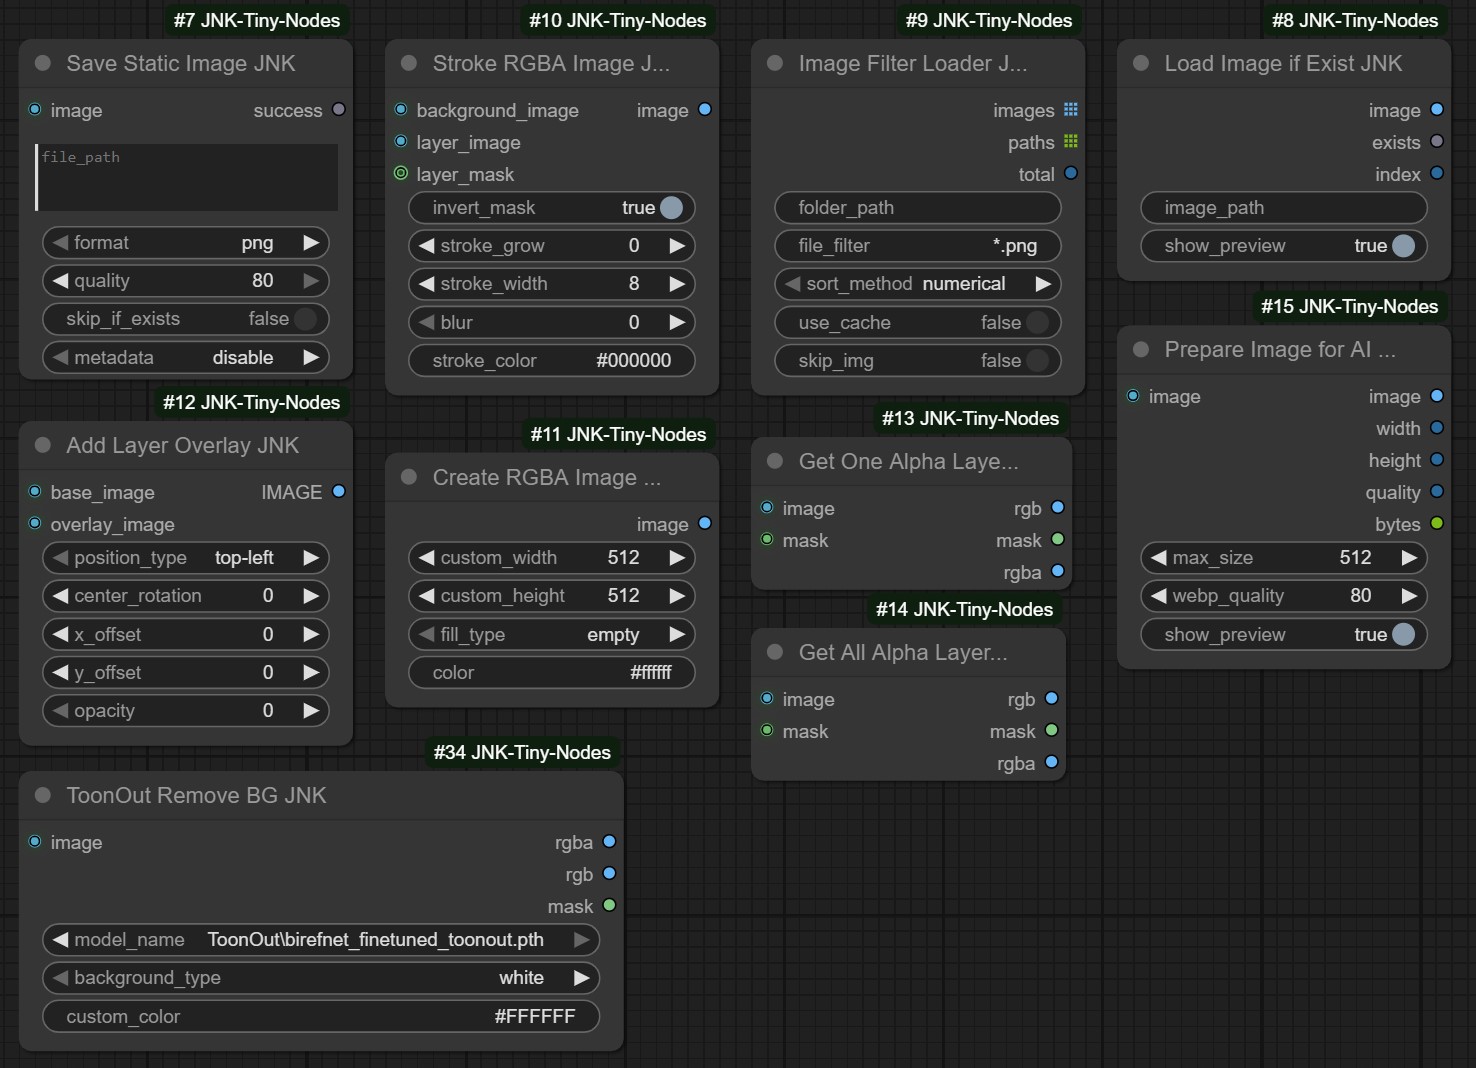 #7 JNK-Tiny-Nodes
Save Static Image JNK
image success
file_path
format png
quality 80
skip_if_exists false
metadata disable
#10 JNK-Tiny-Nodes
Stroke RGBA Image J...
background_image image
layer_image
layer_mask
invert_mask true
stroke_grow 0
stroke_width 8
blur 0
stroke_color #000000
#9 JNK-Tiny-Nodes
Image Filter Loader J...
images
paths
total
folder_path
file_filter *.png
sort_method numerical
use_cache false
skip_img false
#8 JNK-Tiny-Nodes
Load Image if Exist JNK
image
exists
index
image_path
show_preview true
#15 JNK-Tiny-Nodes
Prepare Image for AI ...
image image
width
height
quality
bytes
max_size 512
webp_quality 80
show_preview true
#12 JNK-Tiny-Nodes
Add Layer Overlay JNK
base_image IMAGE
overlay_image
position_type top-left
center_rotation 0
x_offset 0
y_offset 0
opacity 0
#11 JNK-Tiny-Nodes
Create RGBA Image ...
image
custom_width 512
custom_height 512
fill_type empty
color #ffffff
#13 JNK-Tiny-Nodes
Get One Alpha Laye...
image rgb
mask mask
rgba
#14 JNK-Tiny-Nodes
Get All Alpha Layer...
image rgb
mask mask
rgba
#34 JNK-Tiny-Nodes
ToonOut Remove BG JNK
image rgba
rgb
mask
model_name ToonOut\birefnet_finetuned_toonout.pth
background_type white
custom_color #FFFFFF